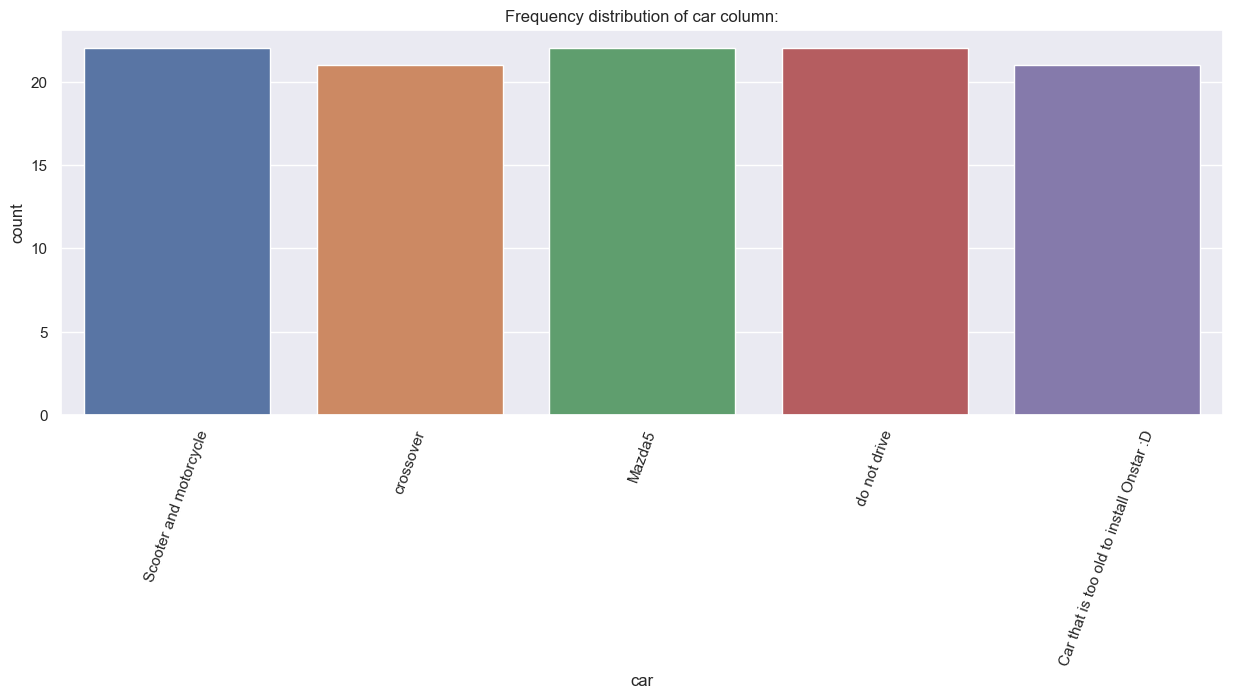 Frequency distribution of car column:
count
20
15
10
5
0
Scooter and motorcycle
crossover
Mazda5
do not drive
Car that is too old to install Onstar :D
car